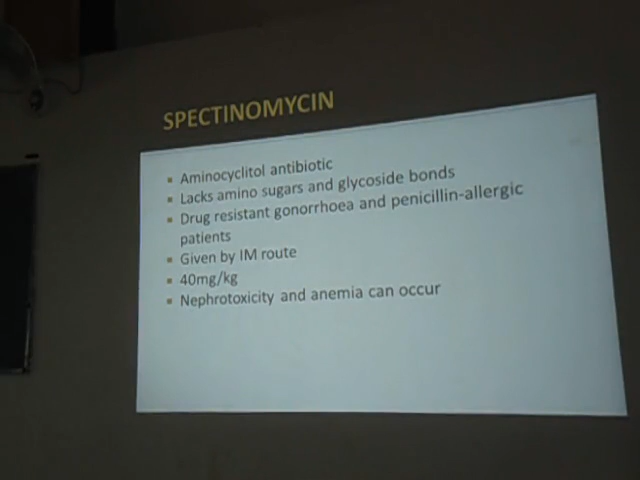 SPECTINOMYCIN
▪ Aminocyclitol antibiotic
▪ Lacks amino sugars and glycoside bonds
▪ Drug resistant gonorrhoea and penicillin-allergic
patients
▪ Given by IM route
▪ 40mg/kg
▪ Nephrotoxicity and anemia can occur